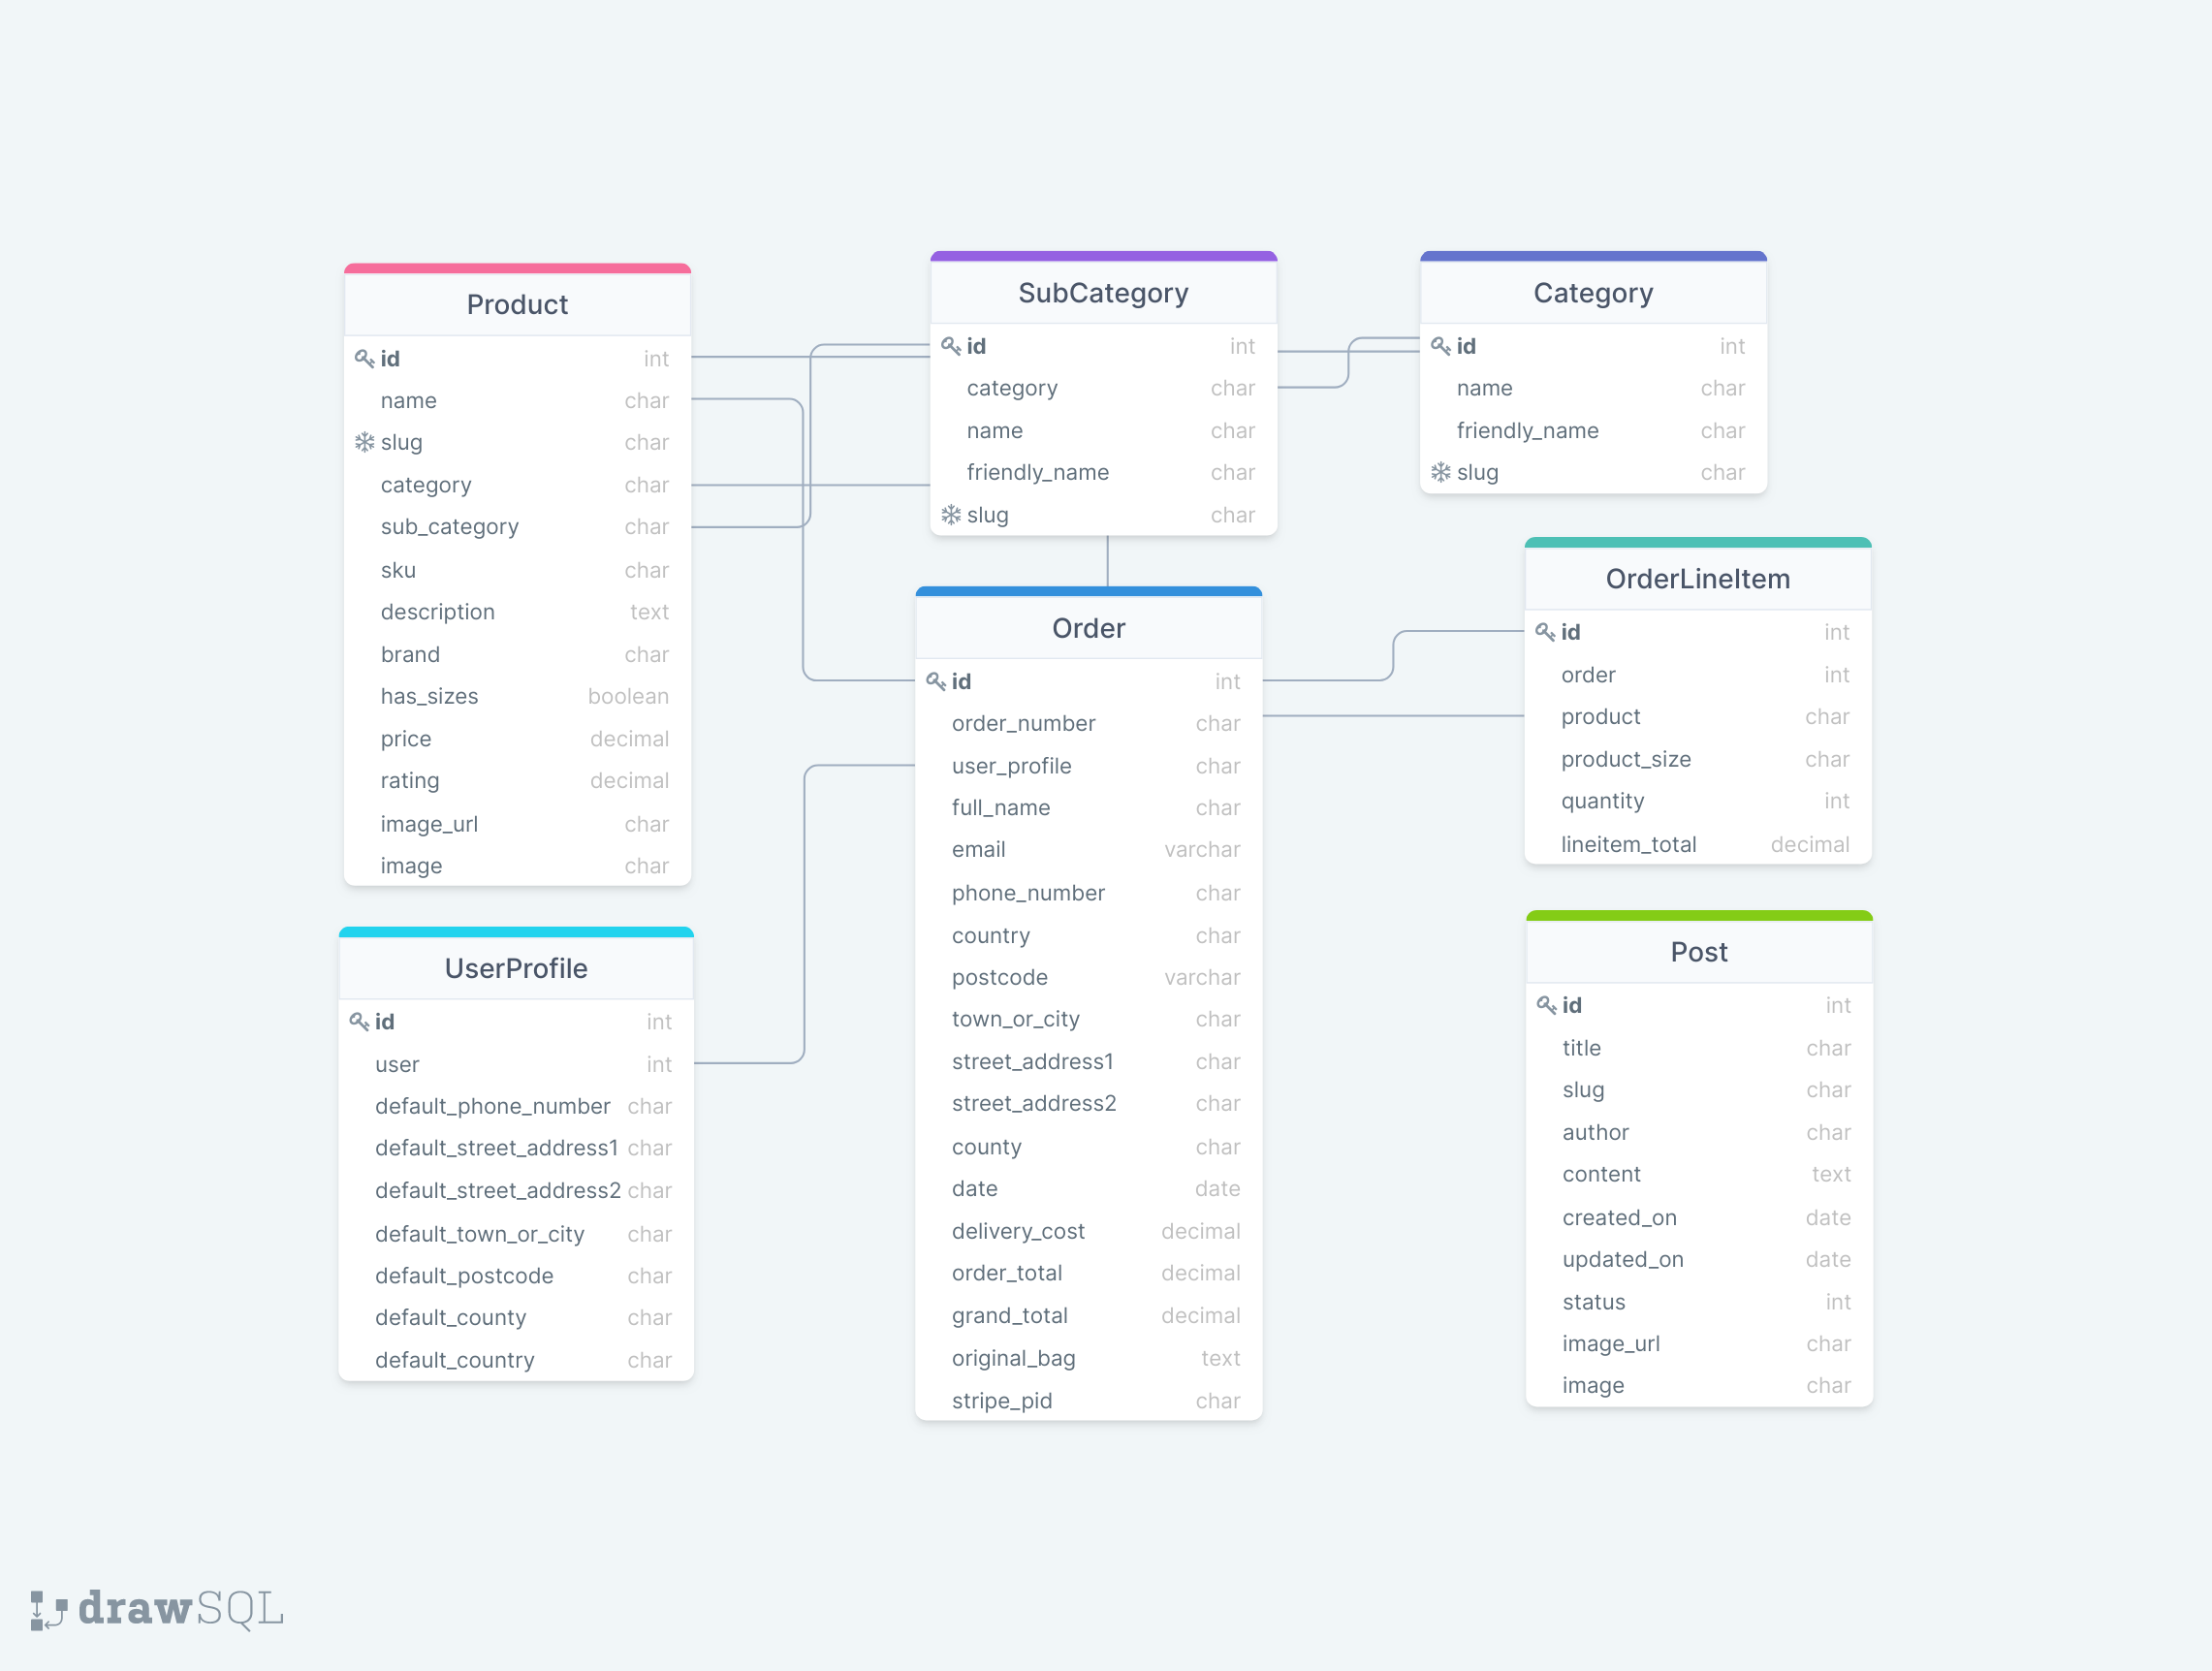 Product
id int
name char
slug char
category char
sub_category char
sku char
description text
brand char
has_sizes boolean
price decimal
rating decimal
image_url char
image char
SubCategory
id int
category char
name char
friendly_name char
slug char
Category
id int
name char
friendly_name char
slug char
Order
id int
order_number char
user_profile char
full_name char
email varchar
phone_number char
country char
postcode varchar
town_or_city char
street_address1 char
street_address2 char
county char
date date
delivery_cost decimal
order_total decimal
grand_total decimal
original_bag text
stripe_pid char
OrderLineItem
id int
order int
product char
product_size char
quantity int
lineitem_total decimal
UserProfile
id int
user int
default_phone_number char
default_street_address1 char
default_street_address2 char
default_town_or_city char
default_postcode char
default_county char
default_country char
Post
id int
title char
slug char
author char
content text
created_on date
updated_on date
status int
image_url char
image char
drawSQL